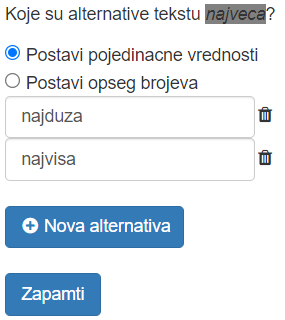 Koje su alternative tekstu najveca?
Postavi pojedinacne vrednosti
Postavi opseg brojeva
najduza
najvisa
Nova alternativa
Zapamti